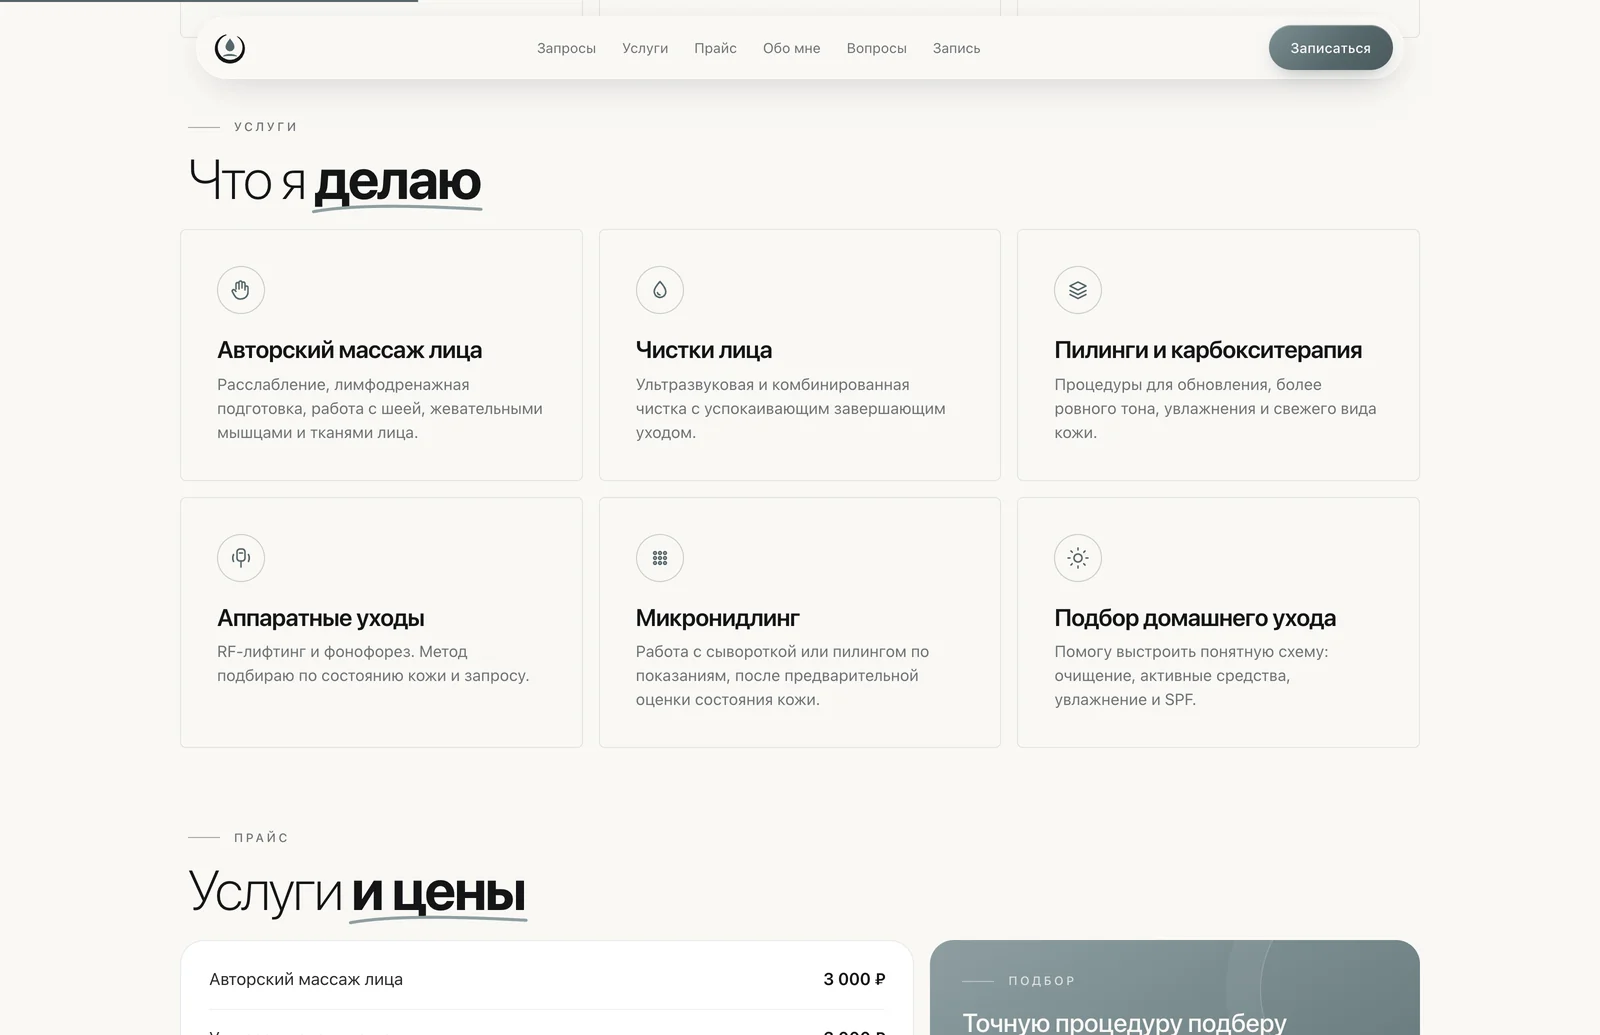 Запросы Услуги Прайс Обо мне Вопросы Запись Записаться
УСЛУГИ
Что я делаю
Авторский массаж лица
Расслабление, лимфодренажная
подготовка, работа с шеей, жевательными
мышцами и тканями лица.
Чистки лица
Ультразвуковая и комбинированная
чистка с успокаивающим завершающим
уходом.
Пилинги и карбокситерапия
Процедуры для обновления, более
ровного тона, увлажнения и свежего вида
кожи.
Аппаратные уходы
RF-лифтинг и фонофорез. Метод
подбираю по состоянию кожи и запросу.
Микронидлинг
Работа с сывороткой или пилингом по
показаниям, после предварительной
оценки состояния кожи.
Подбор домашнего ухода
Помогу выстроить понятную схему:
очищение, активные средства,
увлажнение и SPF.
ПРАЙС
Услуги и цены
Авторский массаж лица 3 000 ₽
ПОДБОР
Точную процедуру подберу